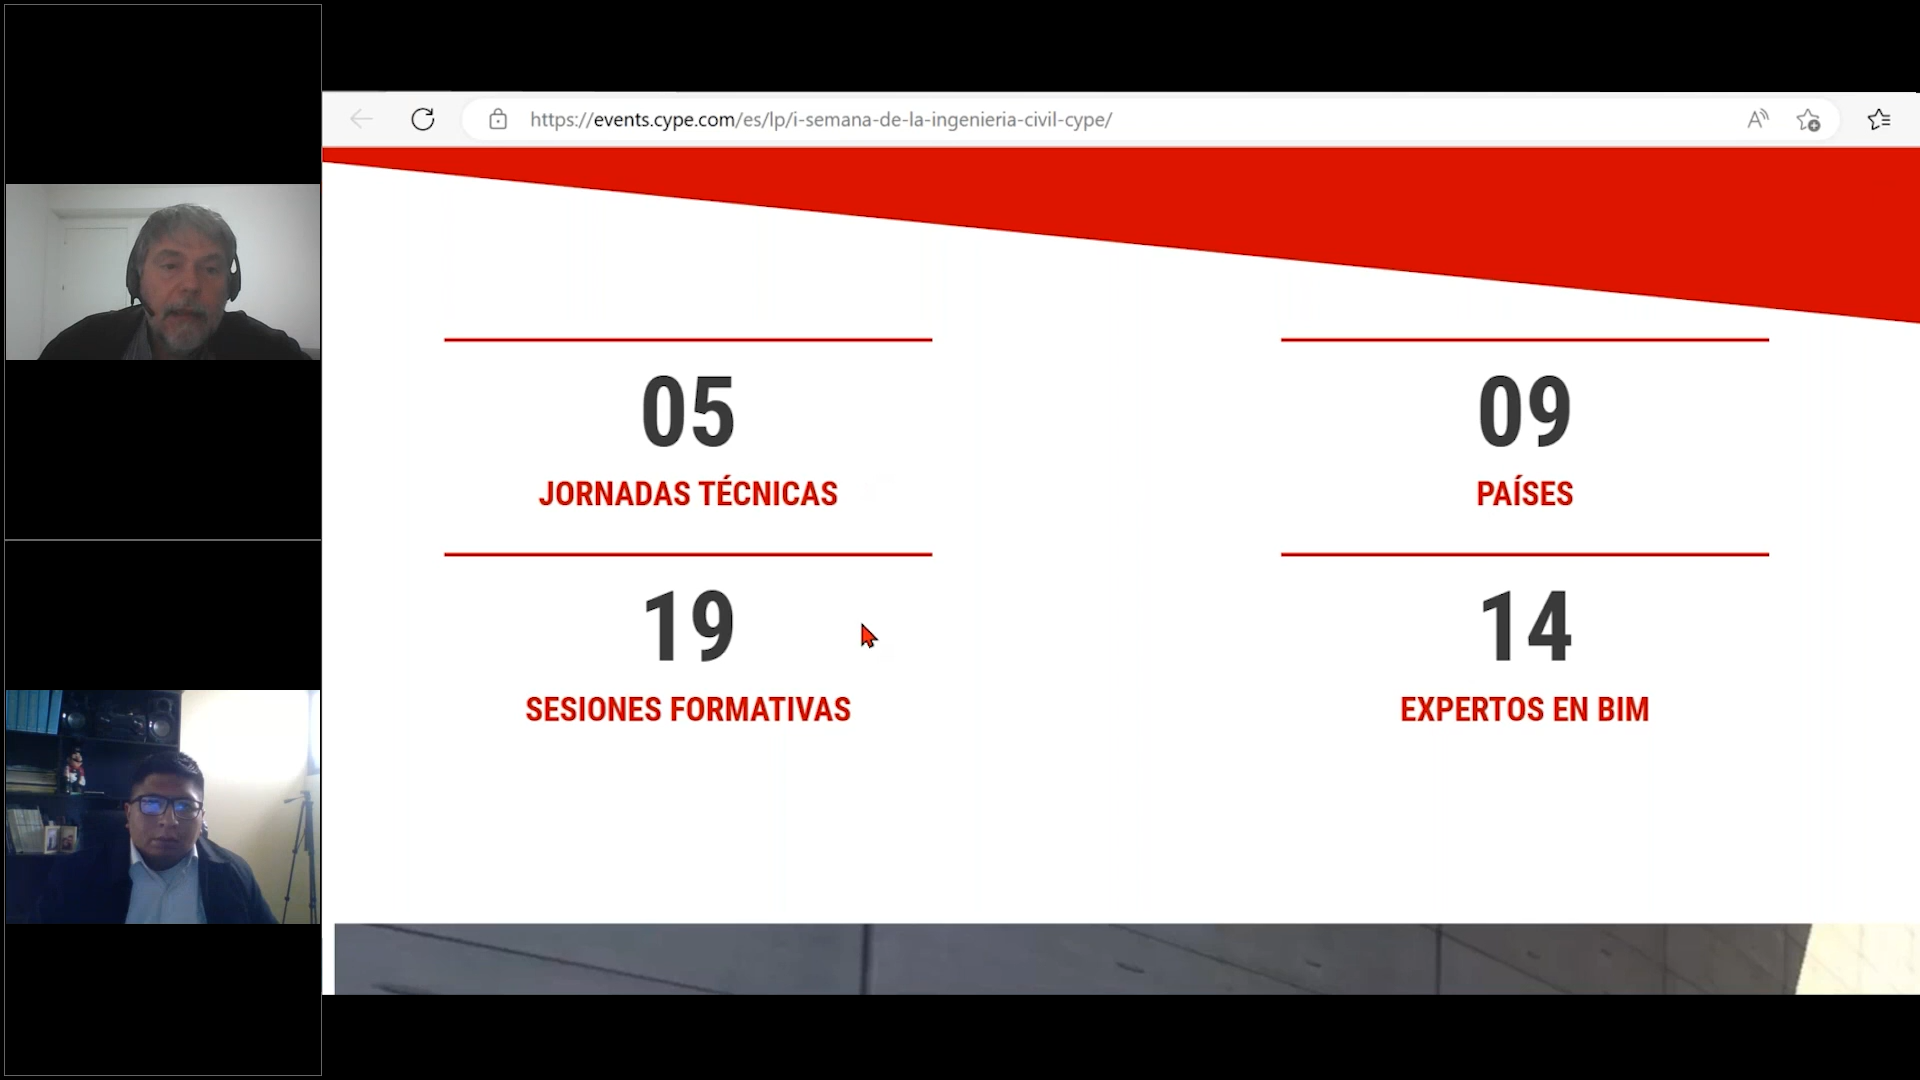 https://events.cype.com/es/lp/i-semana-de-la-ingenieria-civil-cype/
05
JORNADAS TÉCNICAS
09
PAÍSES
19
SESIONES FORMATIVAS
14
EXPERTOS EN BIM